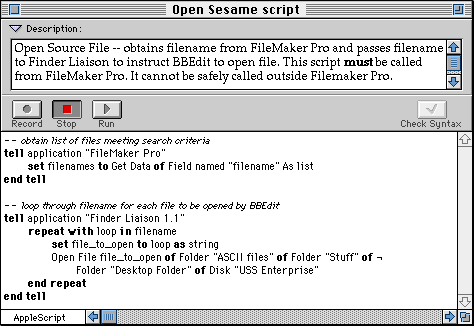 Open Sesame script
Description:
Open Source File -- obtains filename from FileMaker Pro and passes filename
to Finder Liaison to instruct BBEdit to open file. This script must be called
from FileMaker Pro. It cannot be safely called outside Filemaker Pro.
Record Stop Run Check Syntax
-- obtain list of files meeting search criteria
tell application "FileMaker Pro"
set filenames to Get Data of Field named "filename" As list
end tell
-- loop through filename for each file to be opened by BBEdit
tell application "Finder Liaison 1.1"
repeat with loop in filename
set file_to_open to loop as string
Open File file_to_open of Folder "ASCII files" of Folder "Stuff" of ¬
Folder "Desktop Folder" of Disk "USS Enterprise"
end repeat
end tell
AppleScript